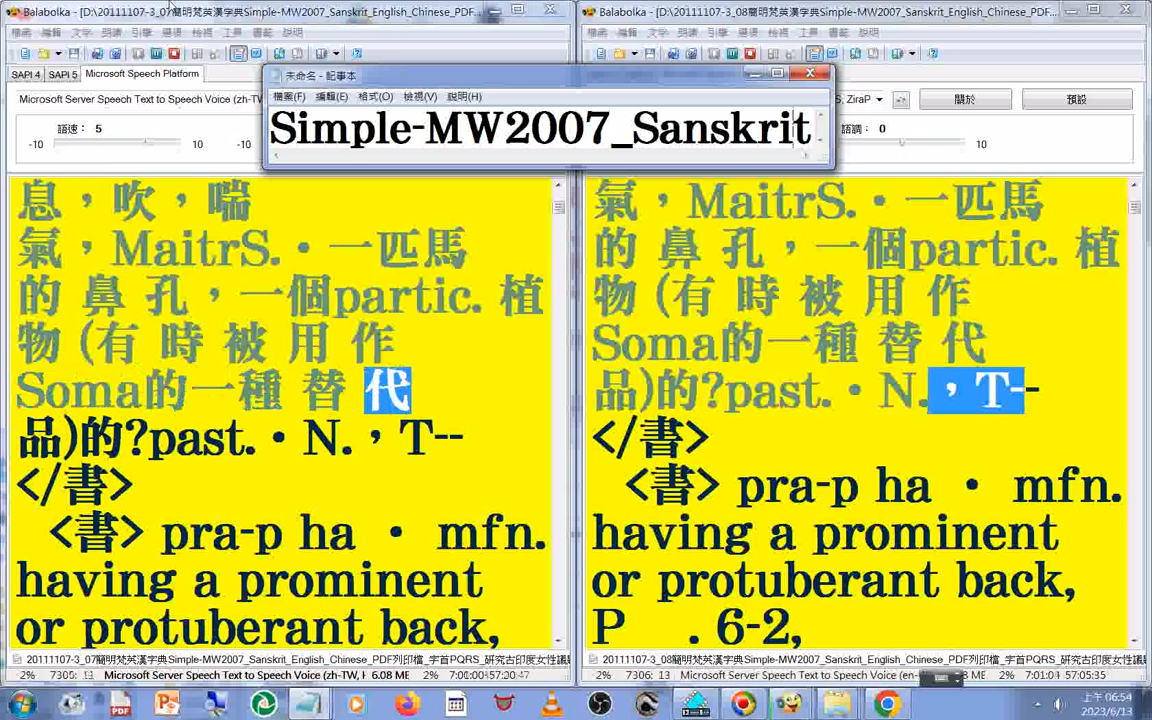 Balabolka - [D:\20111107-3_07簡明梵英漢字典Simple-MW2007_Sanskrit_English_Chinese_PDF...
Balabolka - [D:\20111107-3_08簡明梵英漢字典Simple-MW2007_Sanskrit_English_Chinese_PDF...
SAPI 4 SAPI 5 Microsoft Speech Platform
Microsoft Server Speech Text to Speech Voice (zh-TW,
語速： 5
-10 10 -10
未命名 - 記事本
檔案(F) 編輯(E) 格式(O) 檢視(V) 說明(H)
Simple-MW2007_Sanskrit
5, ZiraP
關於 預設
語調： 0
10
息，吹，喘
氣，MaitrS.・一匹馬
的 鼻 孔，一個partic. 植
物 (有 時 被 用 作
Soma的一種 替 代
品)的?past.・N.，T--
</書>
<書> pra-p ha ・ mfn.
having a prominent
or protuberant back,
氣，MaitrS.・一匹馬
的 鼻 孔，一個partic. 植
物 (有 時 被 用 作
Soma的一種 替 代
品)的?past.・N.，T--
</書>
<書> pra-p ha ・ mfn.
having a prominent
or protuberant back,
P . 6-2,
20111107-3_07簡明梵英漢字典Simple-MW2007_Sanskrit_English_Chinese_PDF列印檔_字首PQRS_研究古印度女性議
20111107-3_08簡明梵英漢字典Simple-MW2007_Sanskrit_English_Chinese_PDF列印檔_字首PQRS_研究古印度女性議
2% 7305: 13 Microsoft Server Speech Text to Speech Voice (zh-TW, 6.08 MB 2% 7:00:00
2% 7306: 13 Microsoft Server Speech Text to Speech Voice 2% 7:01:04 57:05:35
上午 06:54
2023/6/13